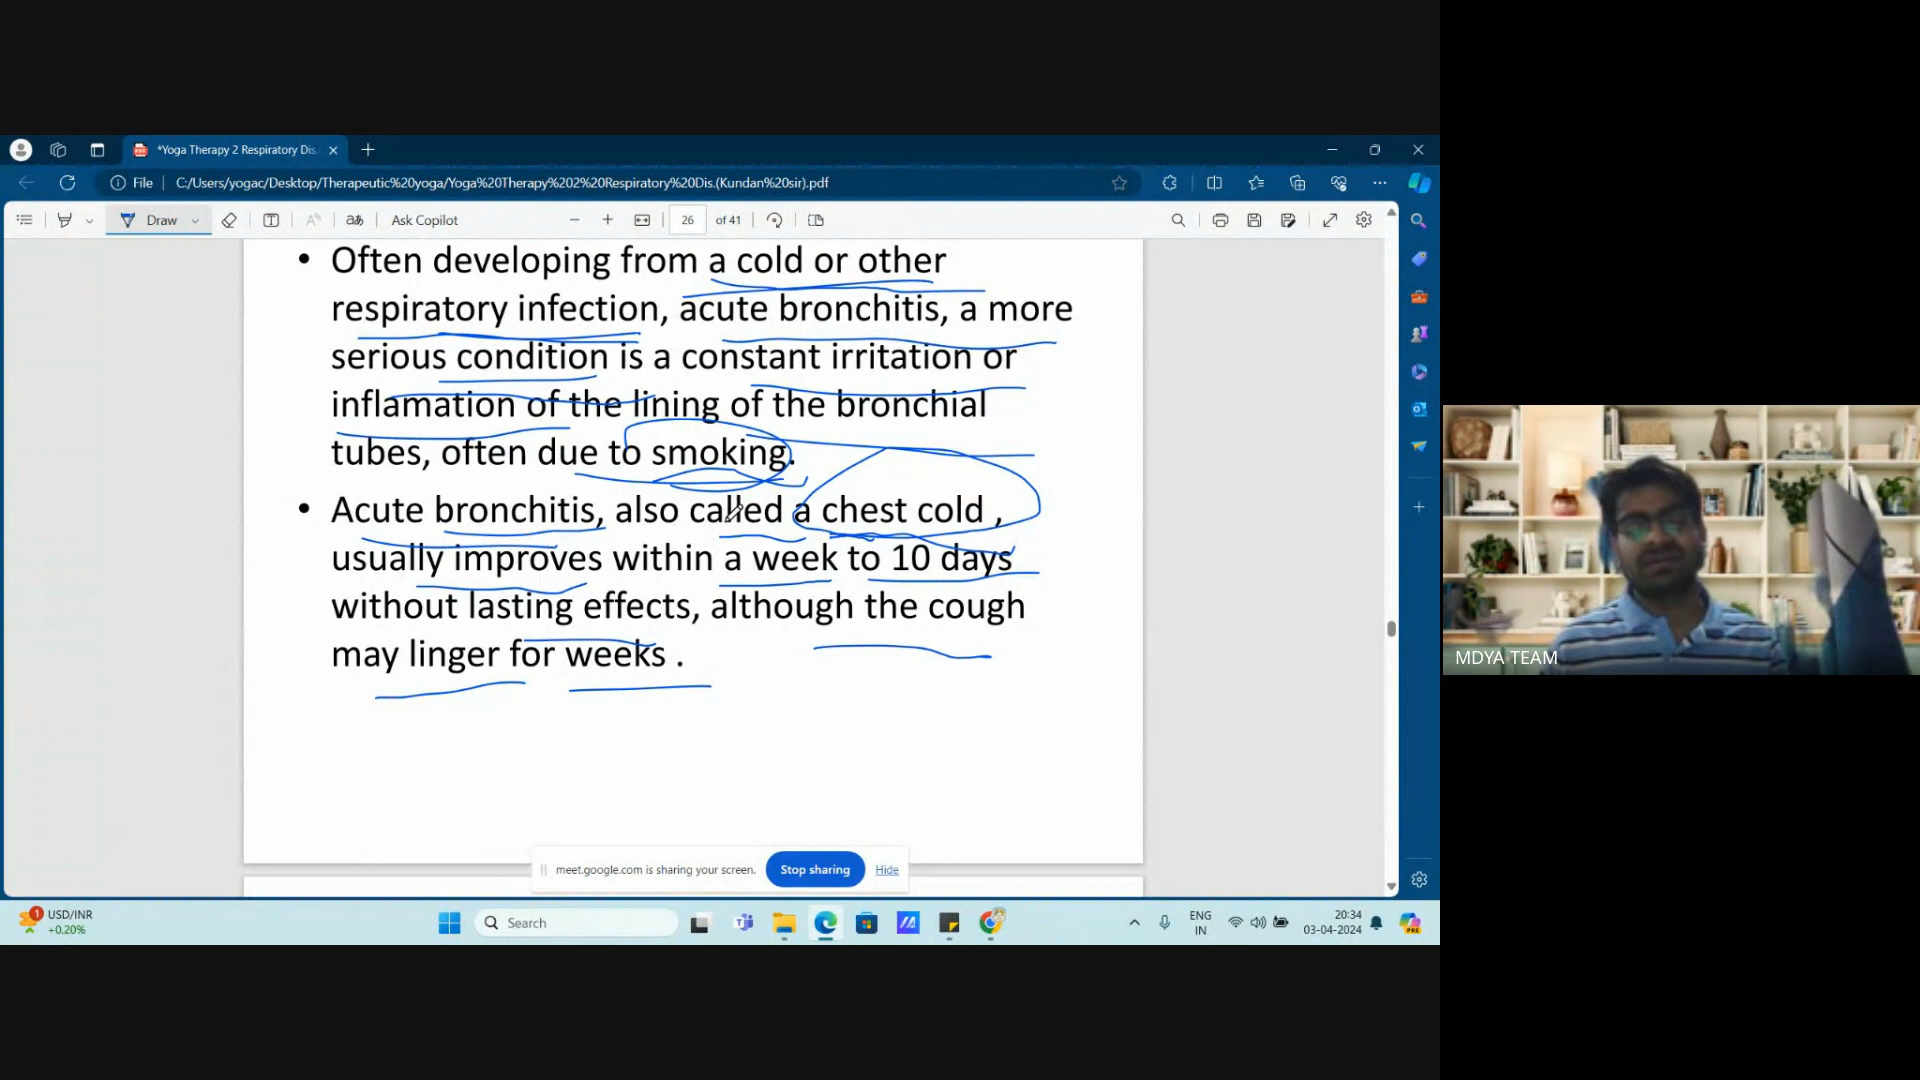 *Yoga Therapy 2 Respiratory Dis.
File
C:/Users/yogac/Desktop/Therapeutic%20yoga/Yoga%20Therapy%202%20Respiratory%20Dis.(Kundan%20sir).pdf
Draw
aあ
Ask Copilot
26 of 41
• Often developing from a cold or other
respiratory infection, acute bronchitis, a more
serious condition is a constant irritation or
inflamation of the lining of the bronchial
tubes, often due to smoking.
• Acute bronchitis, also called a chest cold ,
usually improves within a week to 10 days
without lasting effects, although the cough
may linger for weeks .
MDYA TEAM
meet.google.com is sharing your screen.
Stop sharing
Hide
1
USD/INR
+0.20%
Search
ENG
IN
20:34
03-04-2024
PRE